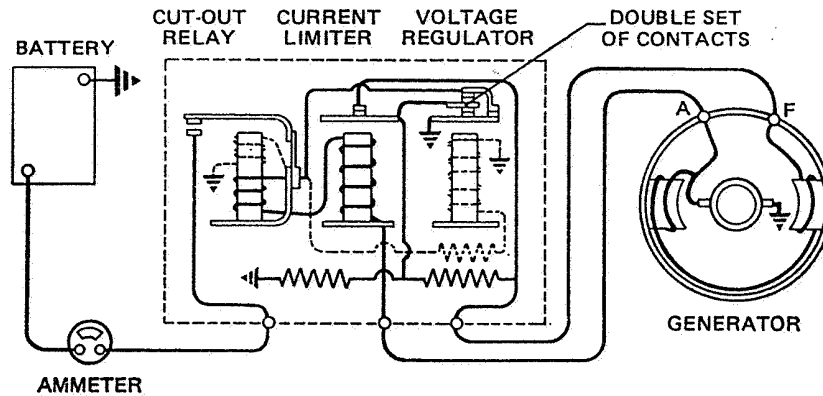 CUT-OUT
RELAY
CURRENT
LIMITER
VOLTAGE
REGULATOR
DOUBLE SET
OF CONTACTS
BATTERY
A
F
GENERATOR
AMMETER